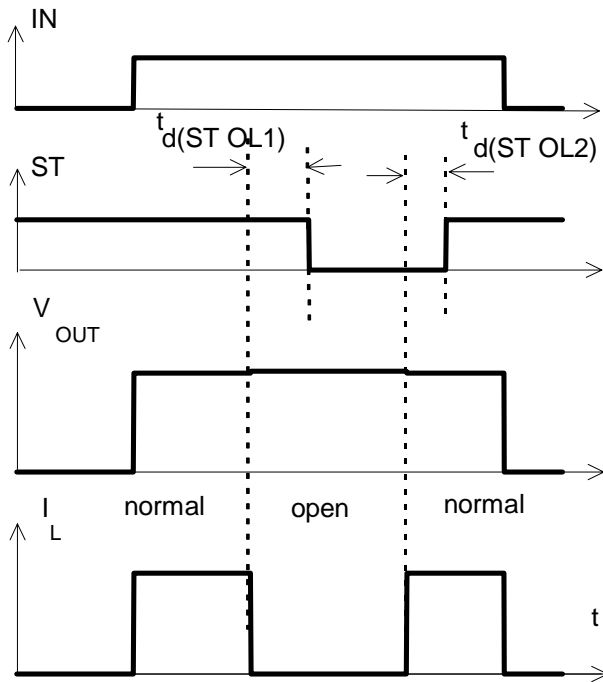 IN
t d(ST OL1)
t d(ST OL2)
ST
V OUT
normal open normal
I L
t